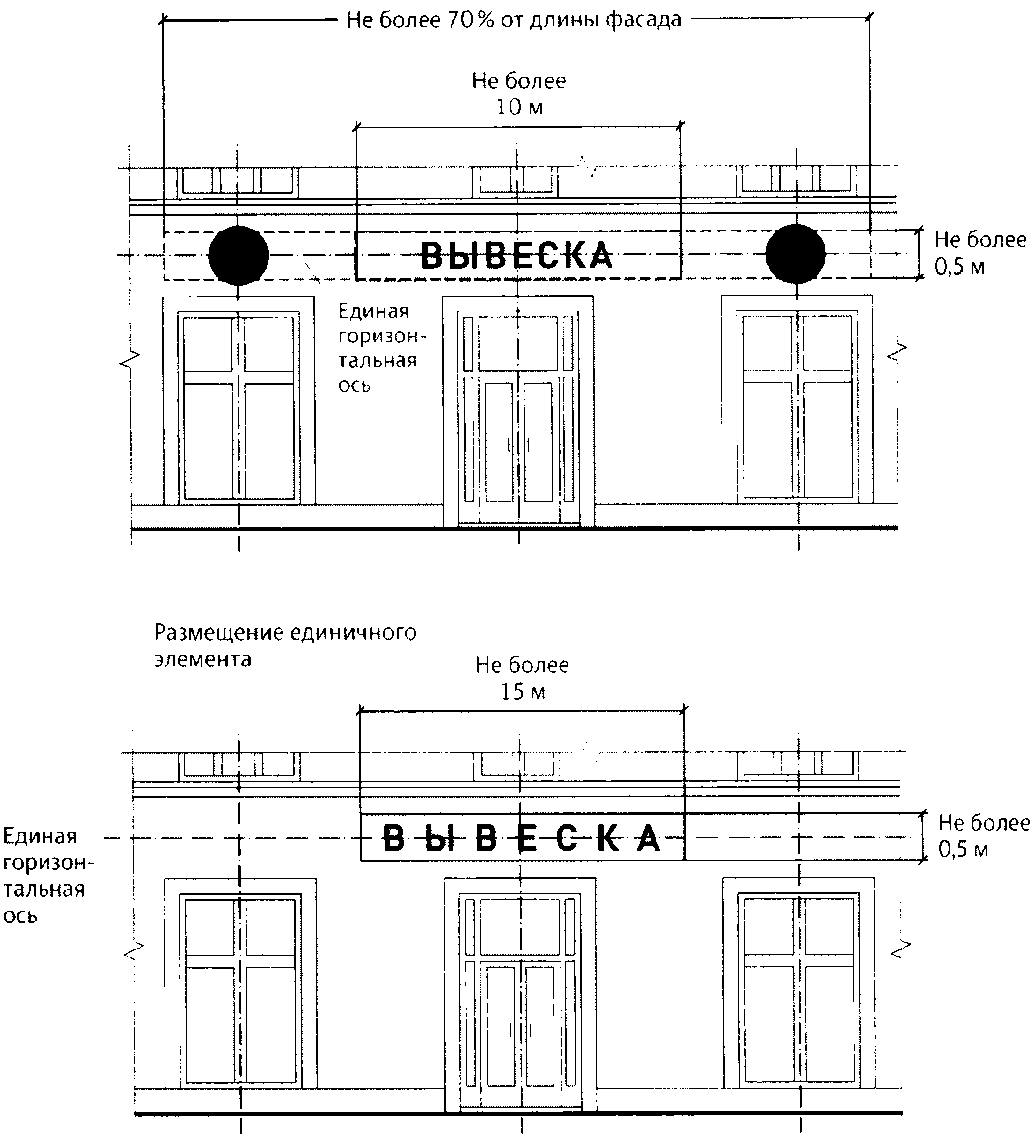 Не более 70% от длины фасада
Не более
10 м
ВЫВЕСКА
Не более
0,5 м
Единая
горизон-
тальная
ось
Размещение единичного
элемента
Не более
15 м
ВЫВЕСКА
Не более
0,5 м
Единая
горизон-
тальная
ось